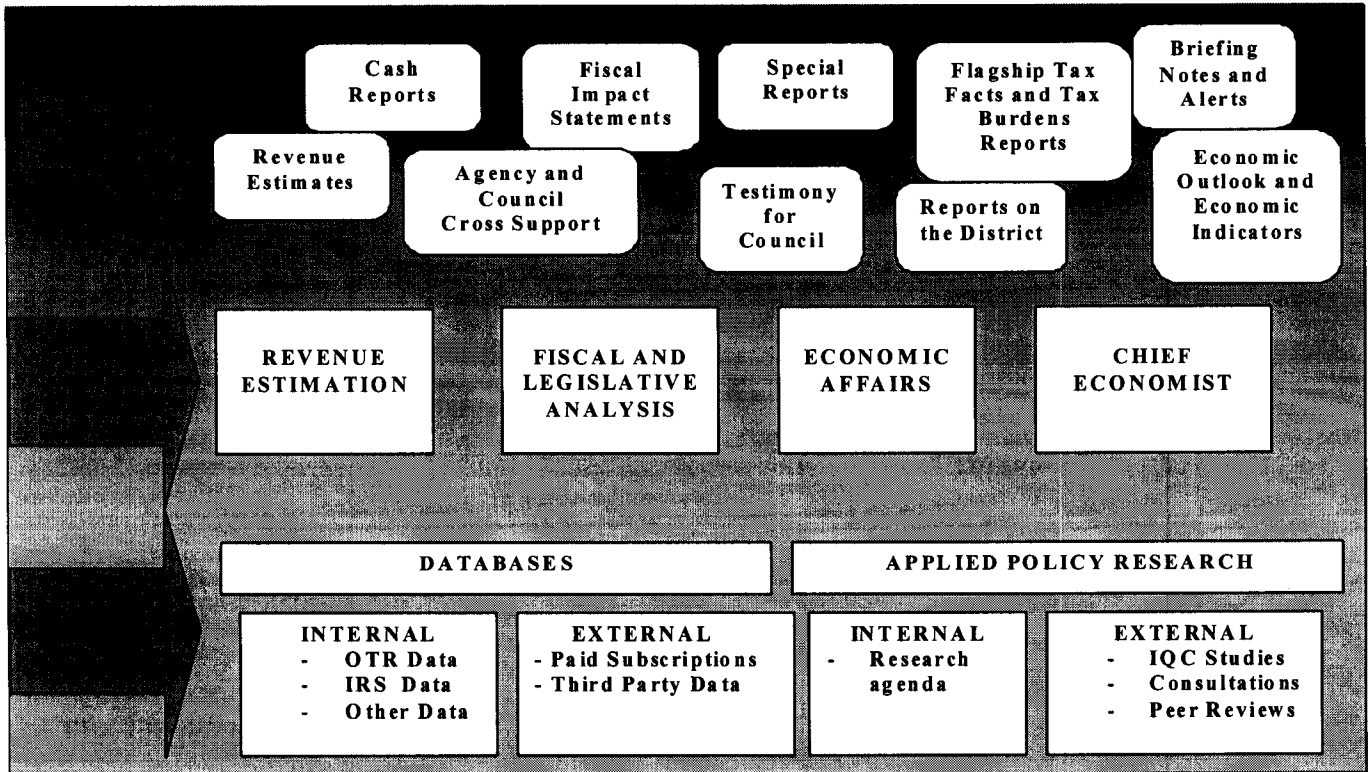 Cash
Reports
Fiscal
Impact
Statements
Special
Reports
Flagship Tax
Facts and Tax
Burdens
Reports
Briefing
Notes and
Alerts
Revenue
Estimates
Agency and
Council
Cross Support
Testimony
for
Council
Reports on
the District
Economic
Outlook and
Economic
Indicators
REVENUE
ESTIMATION
FISCAL AND
LEGISLATIVE
ANALYSIS
ECONOMIC
AFFAIRS
CHIEF
ECONOMIST
DATABASES
APPLIED POLICY RESEARCH
INTERNAL
- OTR Data
- IRS Data
- Other Data
EXTERNAL
- Paid Subscriptions
- Third Party Data
INTERNAL
- Research
agenda
EXTERNAL
- IQC Studies
- Consultations
- Peer Reviews